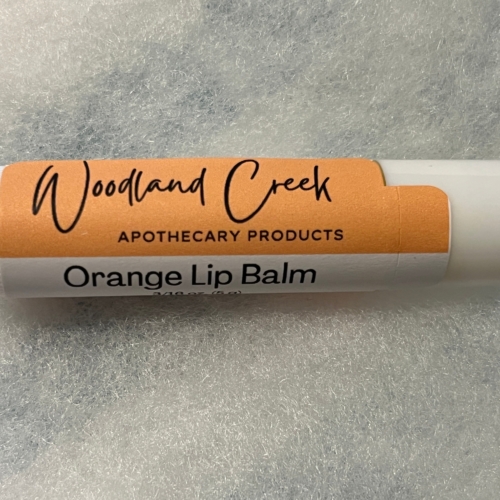 Woodland Creek
APOTHECARY PRODUCTS
Orange Lip Balm